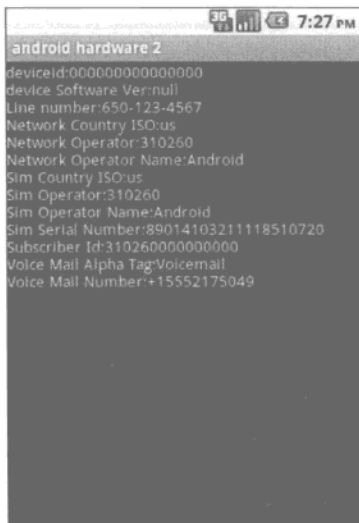 3G
7:27 PM
android hardware 2
deviceid:000000000000000
device Software Ver:null
Line number:650-123-4567
Network Country ISO:us
Network Operator:310260
Network Operator Name:Android
Sim Country ISO:us
Sim Operator:310260
Sim Operator Name:Android
Sim Serial Number:89014103211118510720
Subscriber Id:310260000000000
Voice Mail Alpha Tag:Voicemail
Voice Mail Number:+15552175049